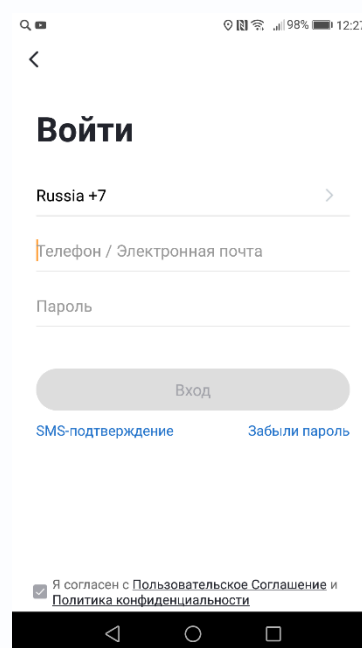 98% 12:27
Войти
Russia +7
Телефон / Электронная почта
Пароль
Вход
SMS-подтверждение Забыли пароль
Я согласен с Пользовательское Соглашение и
Политика конфиденциальности